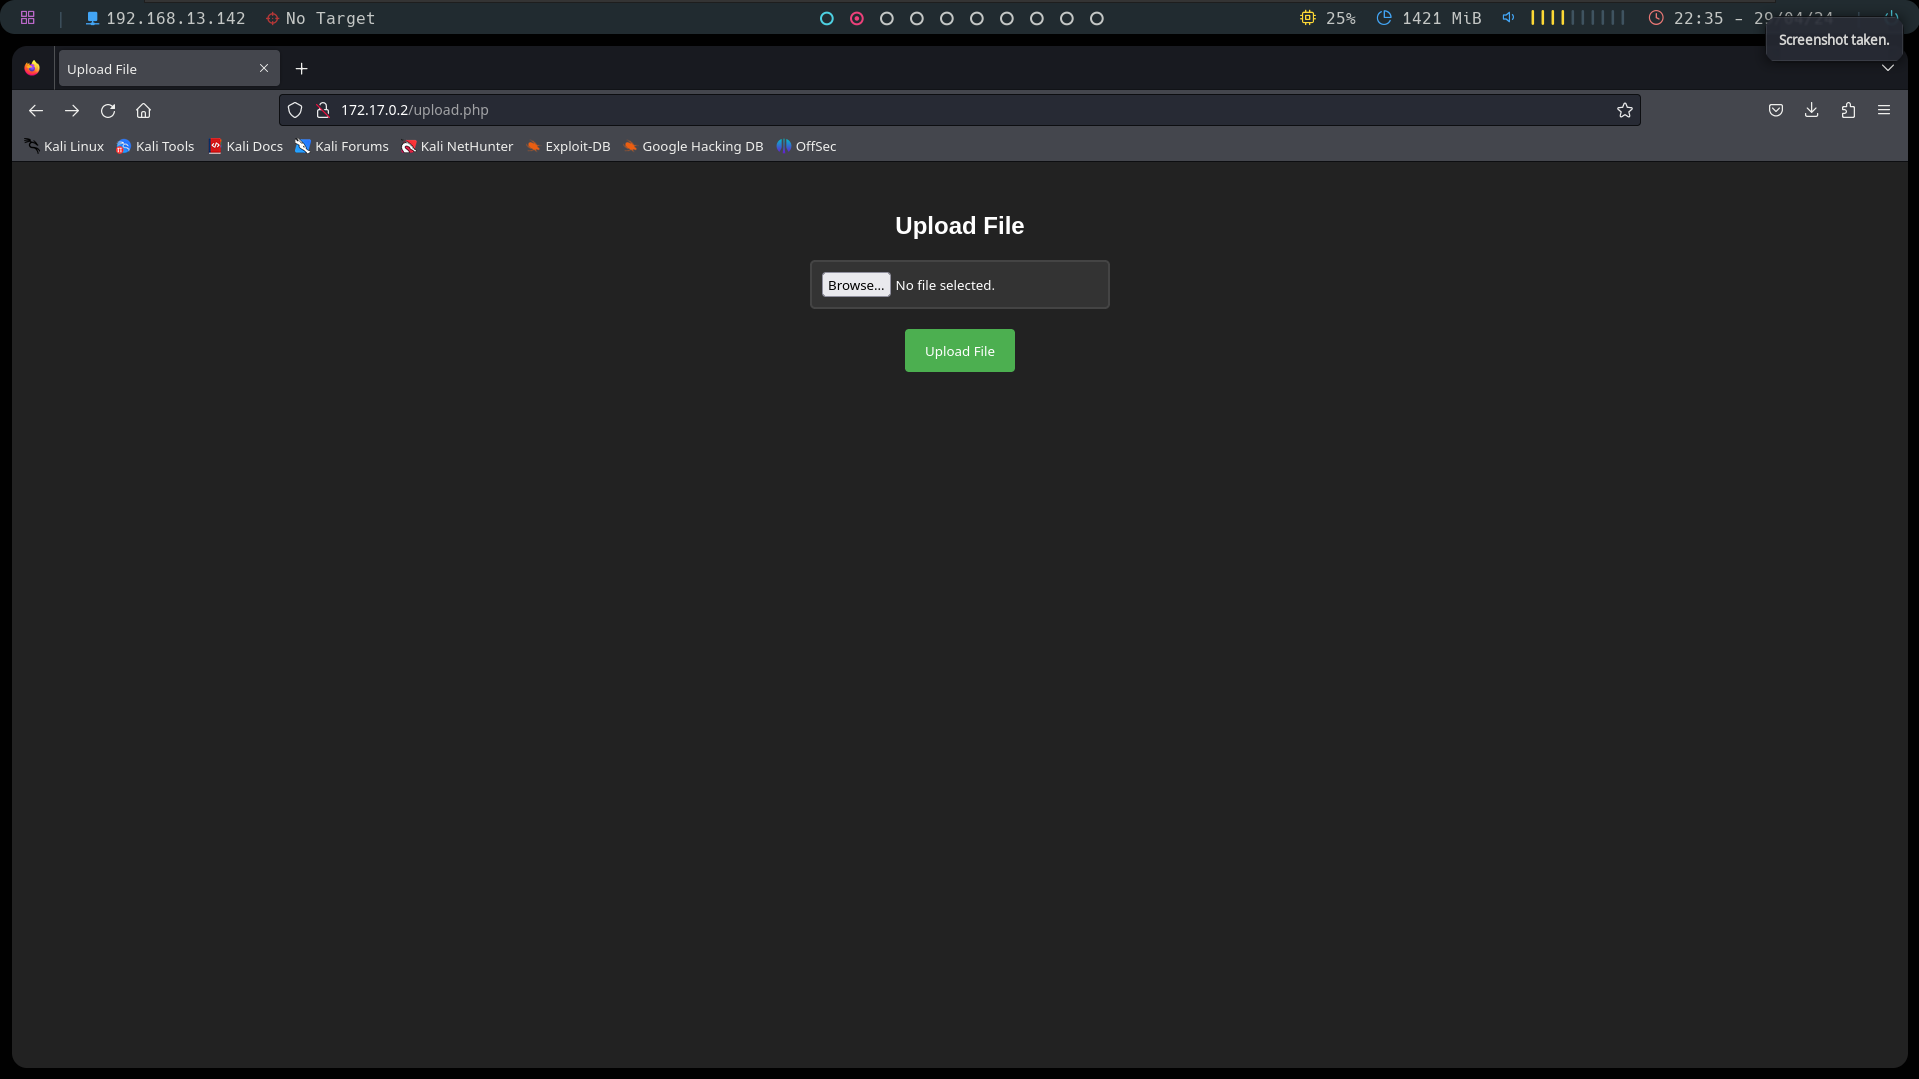 192.168.13.142 No Target 25% 1421 MiB 22:35 - 29/04/24
Screenshot taken.
Upload File
172.17.0.2/upload.php
Kali Linux Kali Tools Kali Docs Kali Forums Kali NetHunter Exploit-DB Google Hacking DB OffSec
Upload File
Browse... No file selected.
Upload File